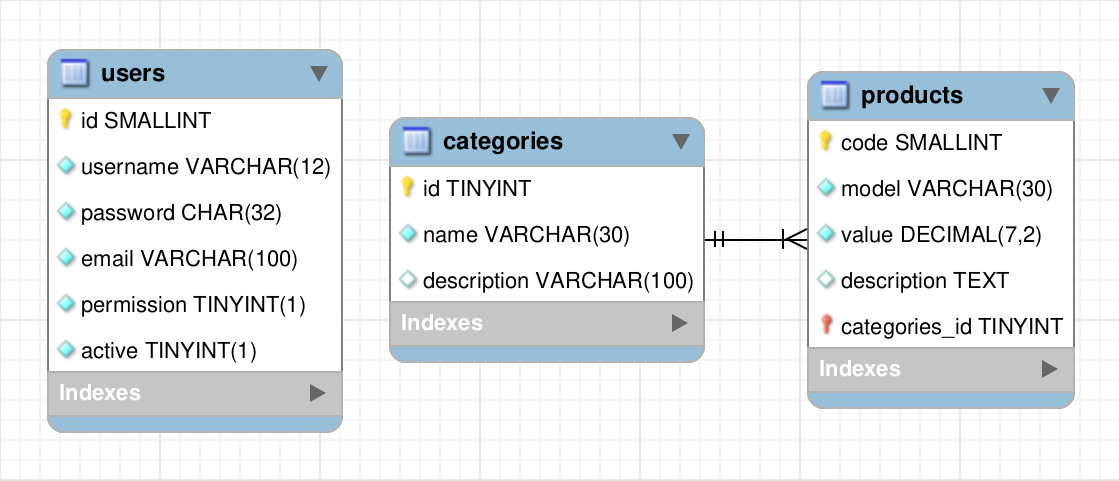 users
id SMALLINT
username VARCHAR(12)
password CHAR(32)
email VARCHAR(100)
permission TINYINT(1)
active TINYINT(1)
Indexes
categories
id TINYINT
name VARCHAR(30)
description VARCHAR(100)
Indexes
products
code SMALLINT
model VARCHAR(30)
value DECIMAL(7,2)
description TEXT
categories_id TINYINT
Indexes